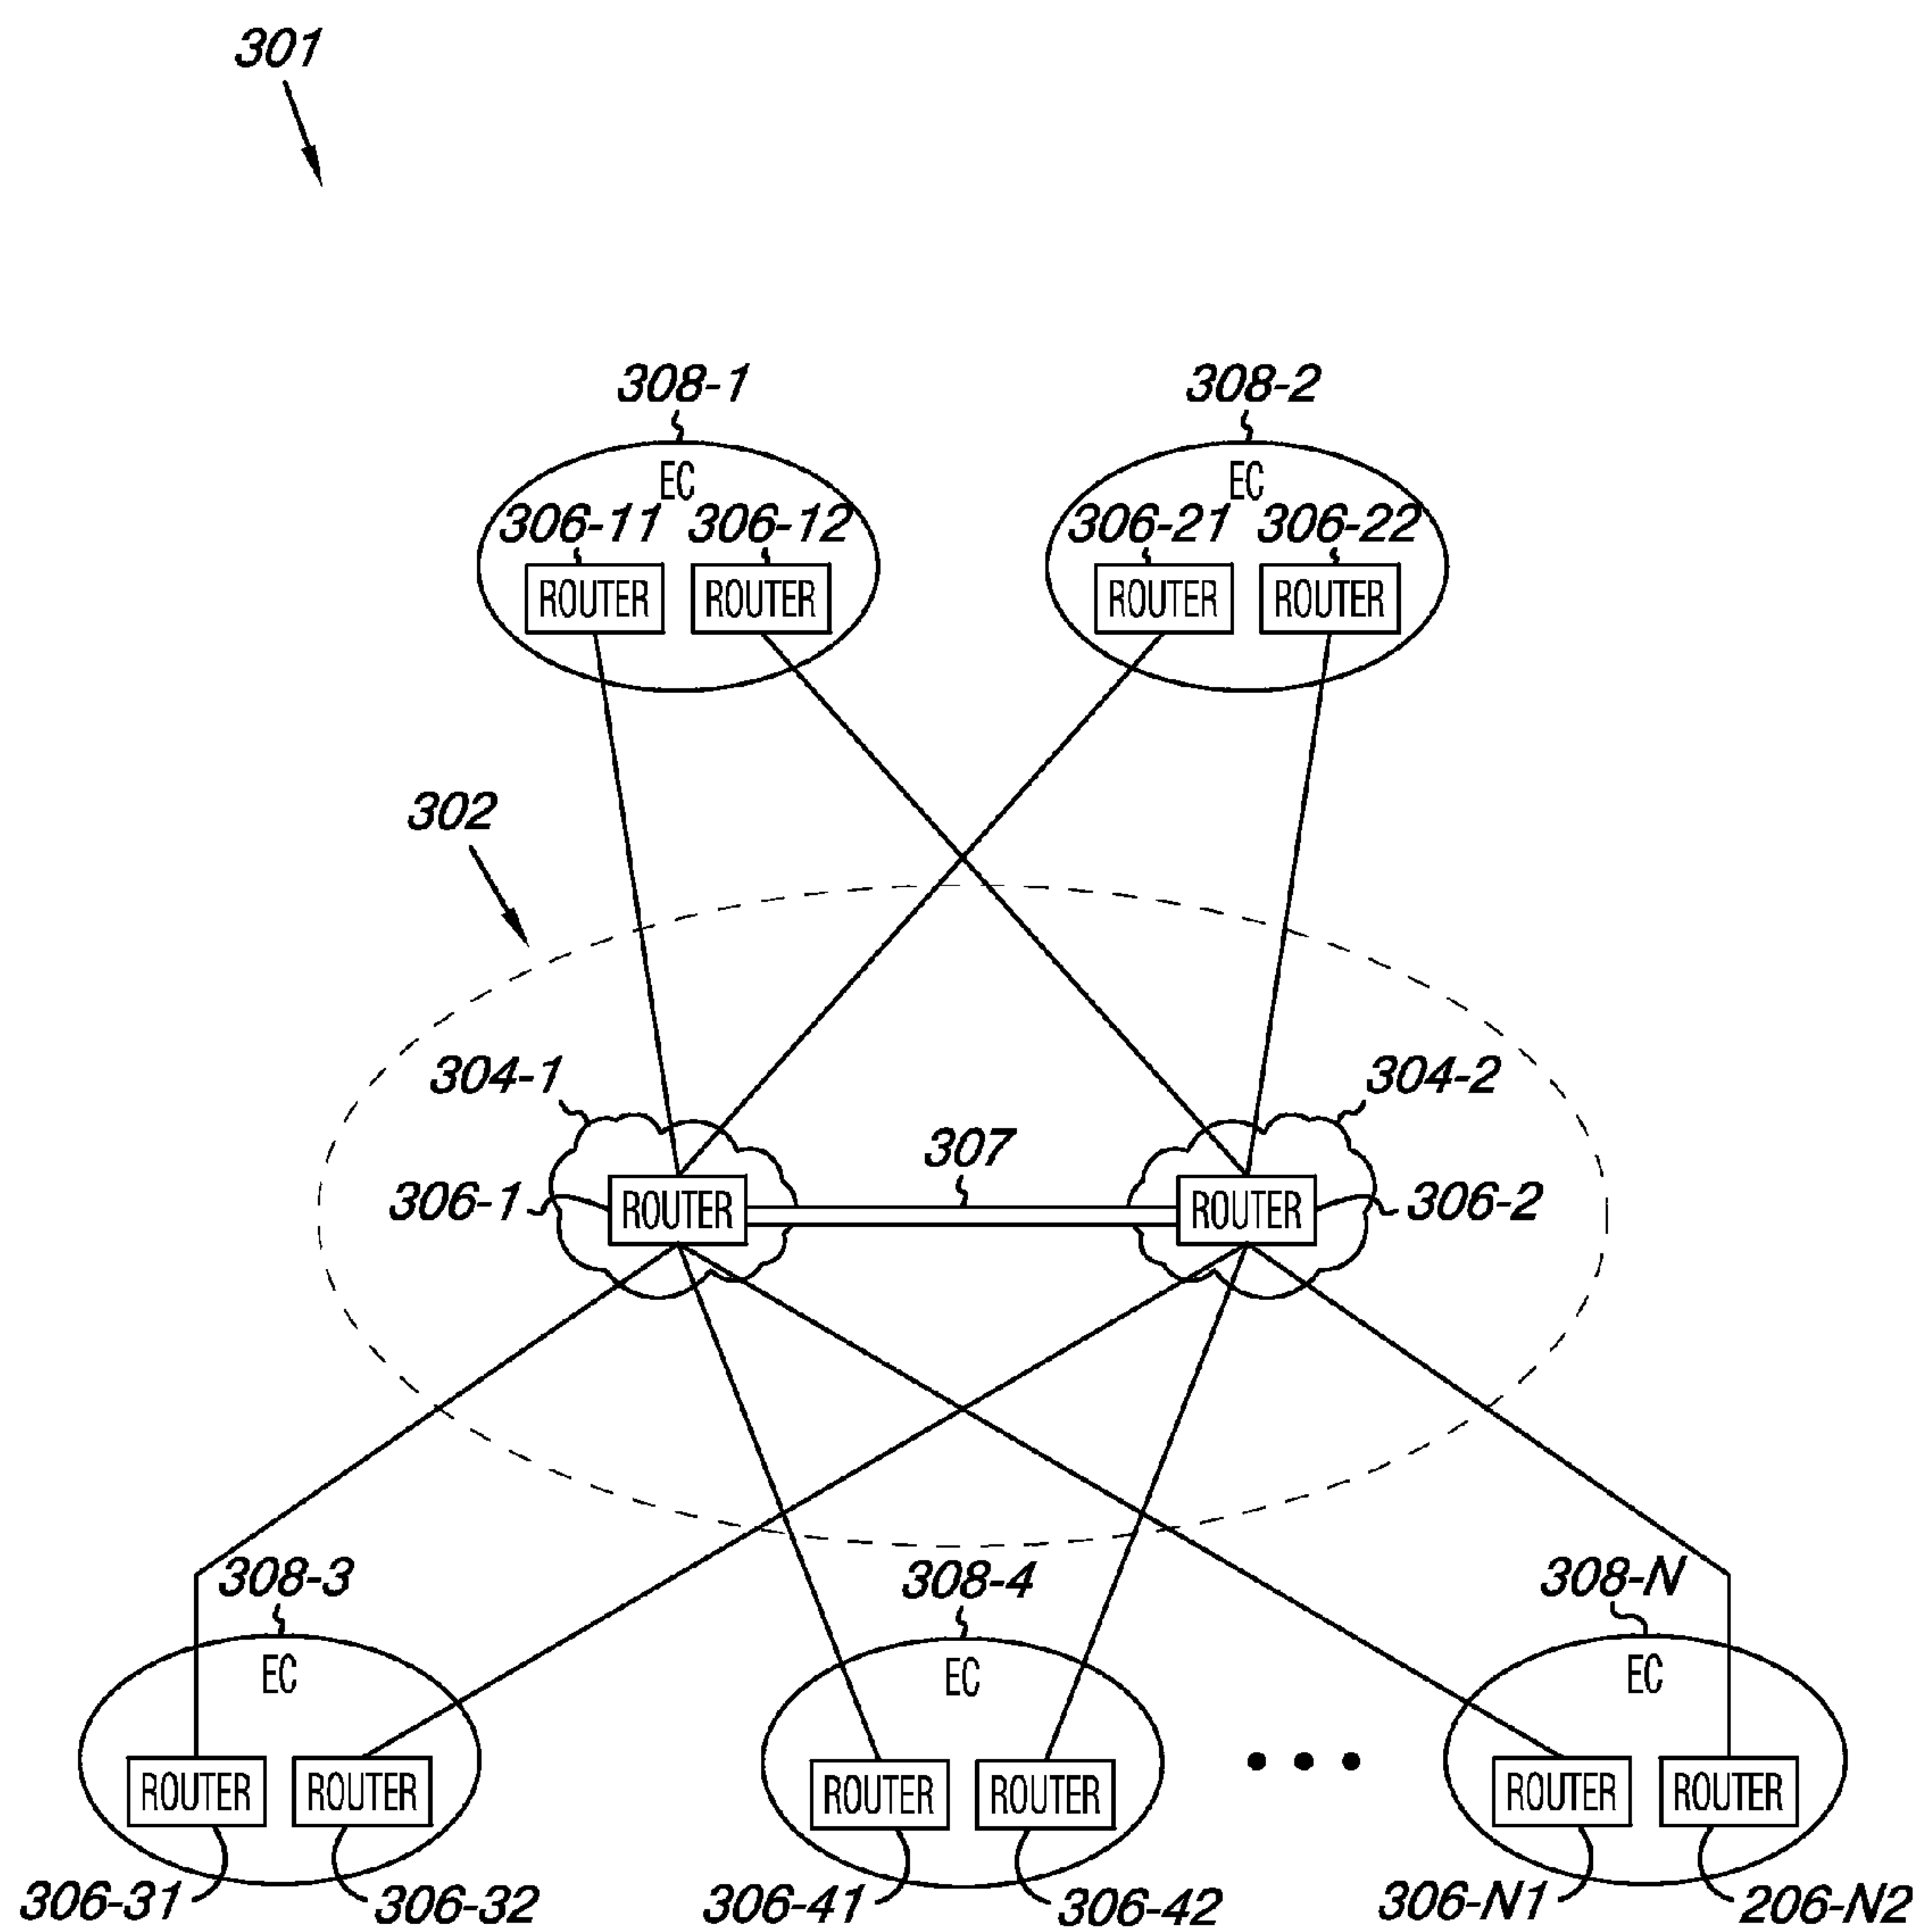 301
308-1
308-2
EC
EC
306-11 306-12
306-21 306-22
ROUTER ROUTER
ROUTER ROUTER
302
304-1
304-2
307
306-1
ROUTER
ROUTER
306-2
308-3
308-4
308-N
EC
EC
EC
ROUTER ROUTER
ROUTER ROUTER
ROUTER ROUTER
306-31
306-32
306-41
306-42
306-N1
206-N2